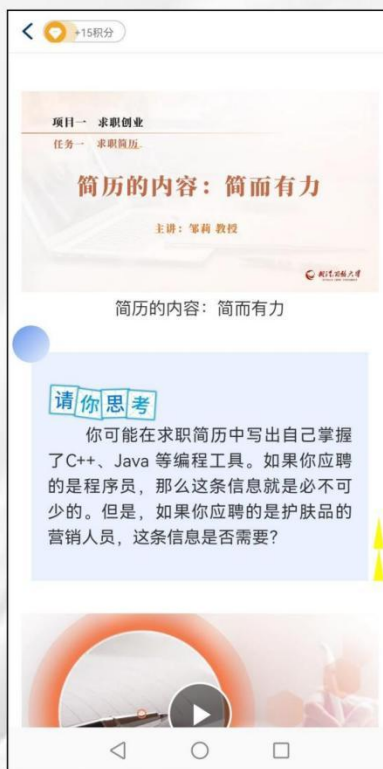 +15积分
项目一 求职创业
任务一 求职简历
简历的内容：简而有力
主讲：邹莉 教授
简历的内容：简而有力
请你思考
你可能在求职简历中写出自己掌握
了C++、Java 等编程工具。如果你应聘
的是程序员，那么这条信息就是必不可
少的。但是，如果你应聘的是护肤品的
营销人员，这条信息是否需要？